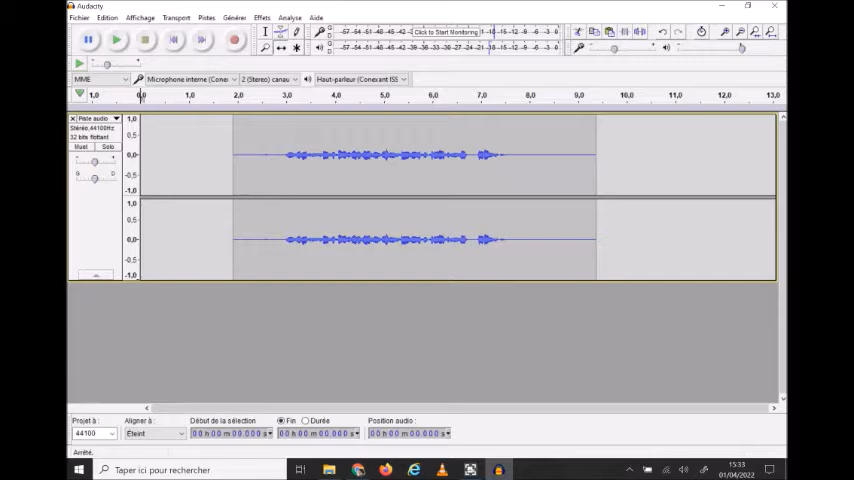 Audacity
Fichier Edition Affichage Transport Pistes Générer Effets Analyse Aide
-57 -54 -51 -48 -45 -42 Click to Start Monitoring -18 -15 -12 -9 -6 -3 0
-57 -54 -51 -48 -45 -42 -39 -36 -33 -30 -27 -24 -21 -18 -15 -12 -9 -6 -3 0
MME Microphone interne (Conex 2 (Stereo) canau Haut-parleur (Conexant ISS
1,0 0,0 1,0 2,0 3,0 4,0 5,0 6,0 7,0 8,0 9,0 10,0 11,0 12,0 13,0
Piste audio
Stéréo,44100Hz
32 bits flottant
Muet Solo
- +
G D
1,0
0,5
0,0
-0,5
-1,0
1,0
0,5
0,0
-0,5
-1,0
Projet à : Aligner à : Début de la sélection Fin Durée Position audio :
44100 Éteint 00 h 00 m 00.000 s 00 h 00 m 00.000 s 00 h 00 m 00.000 s
Arrêté.
Taper ici pour rechercher
15:33
01/04/2022